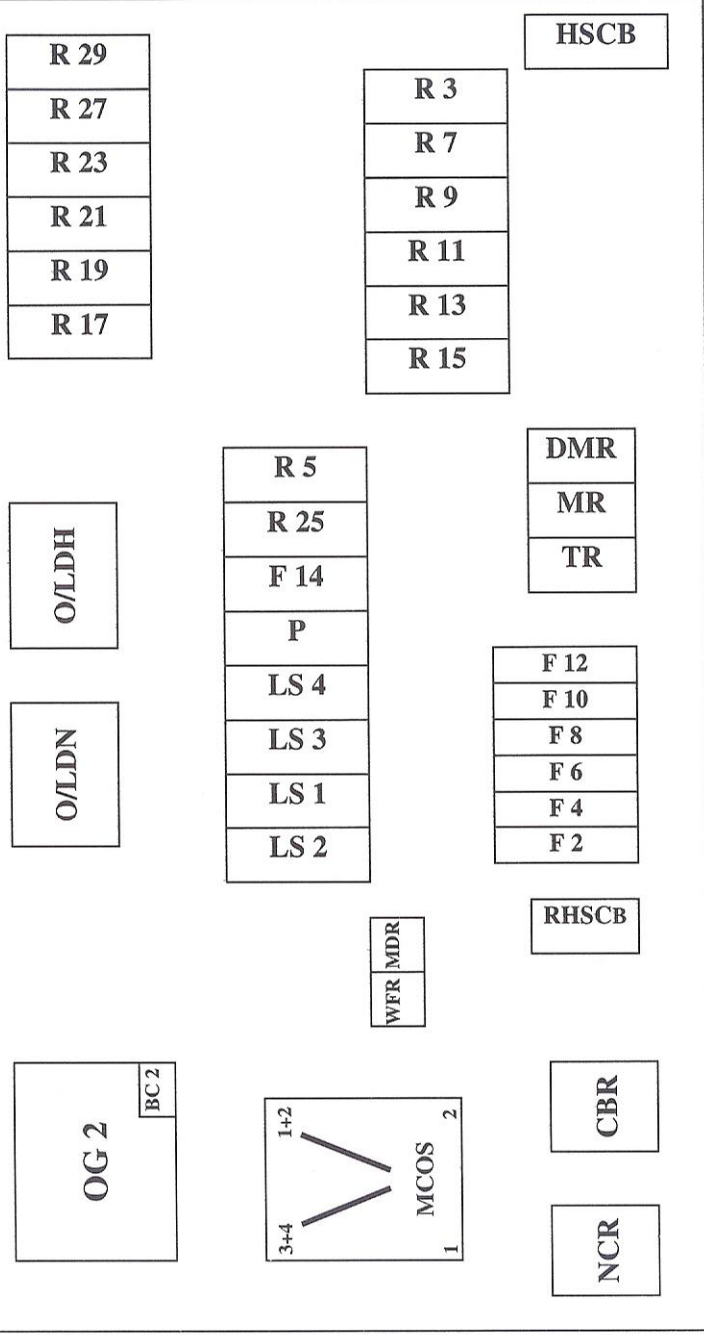 HSCB
R 29
R 27
R 23
R 21
R 19
R 17
R 3
R 7
R 9
R 11
R 13
R 15
R 5
R 25
F 14
P
LS 4
LS 3
LS 1
LS 2
DMR
MR
TR
O/LDH
O/LDN
F 12
F 10
F 8
F 6
F 4
F 2
RHSCB
MDR
WFR
OG 2
BC 2
1+2
3+4
MCOS
2
1
CBR
NCR